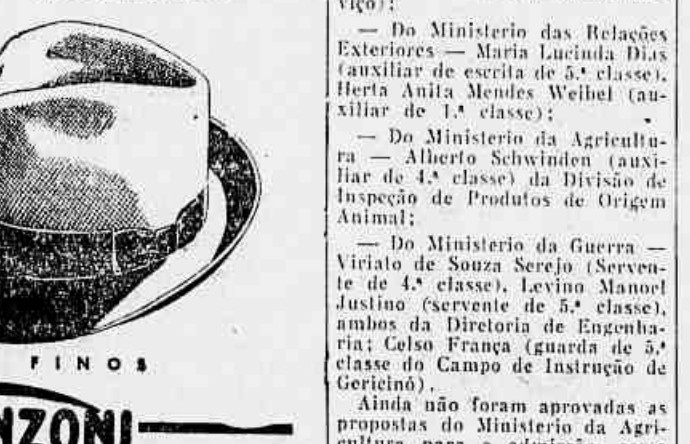 FINOS
NZONI
viço);
— Do Ministerio das Relações
Exteriores — Maria Lucinda Dias
(auxiliar de escrita de 5.ª classe),
Herta Anita Mendes Weibel (au-
xiliar de 1.ª classe);
— Do Ministerio da Agricultu-
ra — Alberto Schwinden (auxi-
liar de 4.ª classe) da Divisão de
Inspeção de Produtos de Origem
Animal;
— Do Ministerio da Guerra —
Viriato de Souza Serejo (Serven-
te de 4.ª classe), Levino Manoel
Justino (servente de 5.ª classe),
ambos da Diretoria de Engenha-
ria; Celso França (guarda de 5.ª
classe do Campo de Instrução de
Gericinó).
Ainda não foram aprovadas as
propostas do Ministerio da Agri-